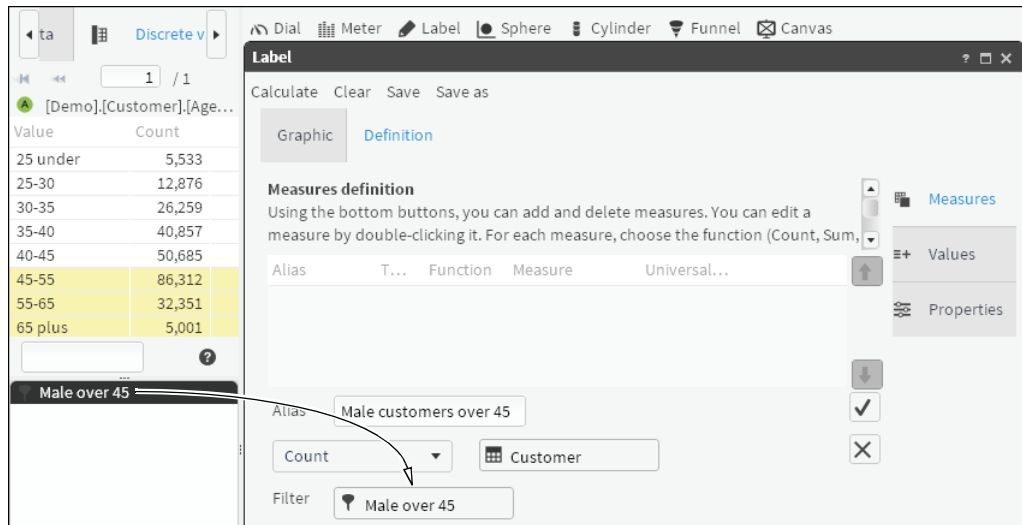 ta
Discrete v
1 / 1
A [Demo].[Customer].[Age...
Value Count
25 under 5,533
25-30 12,876
30-35 26,259
35-40 40,857
40-45 50,685
45-55 86,312
55-65 32,351
65 plus 5,001
?
...
Male over 45
Dial Meter Label Sphere Cylinder Funnel Canvas
Label
?
Calculate Clear Save Save as
Graphic Definition
Measures definition
Using the bottom buttons, you can add and delete measures. You can edit a
measure by double-clicking it. For each measure, choose the function (Count, Sum,
Alias T... Function Measure Universal...
Alias Male customers over 45
Count Customer
Filter Male over 45
Measures
Values
Properties